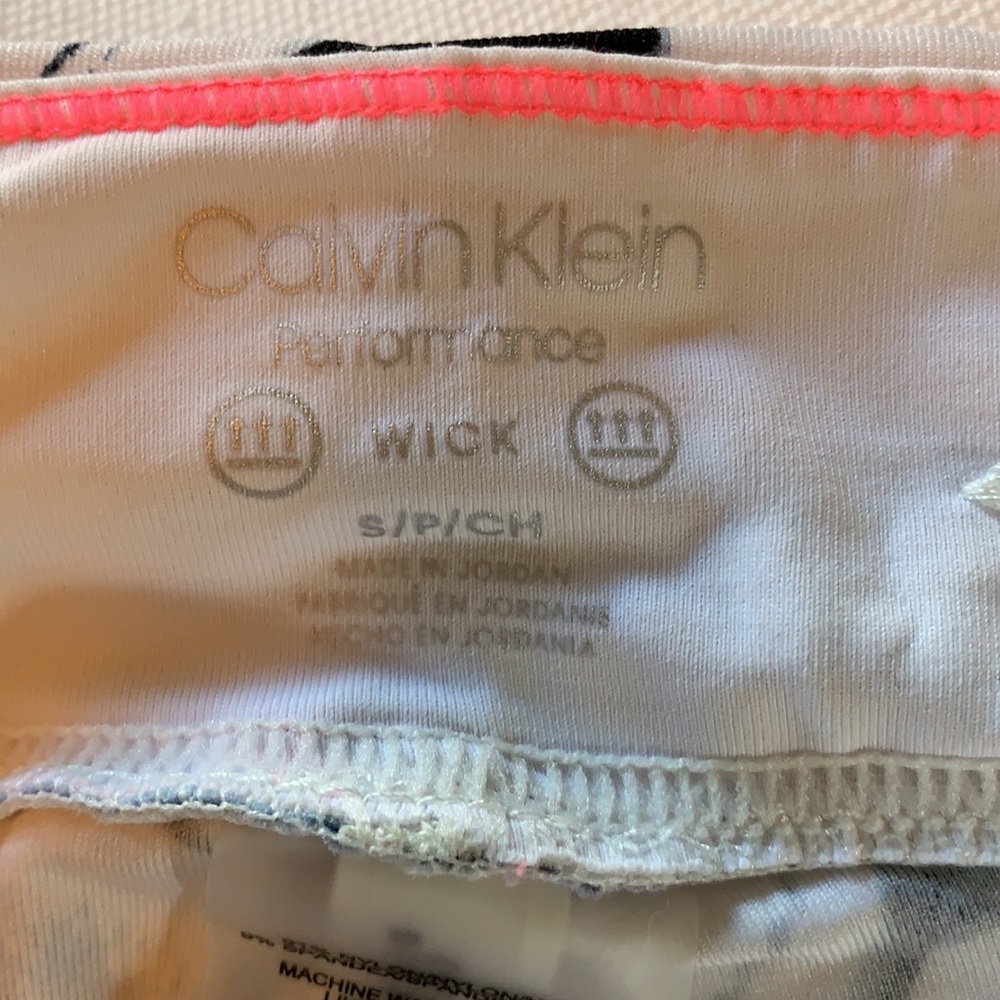 Calvin Klein
Performance
WICK
S/P/CH
MADE IN JORDAN
FABRIQUÉ EN JORDANIE
HECHO EN JORDANIA
MACHINE